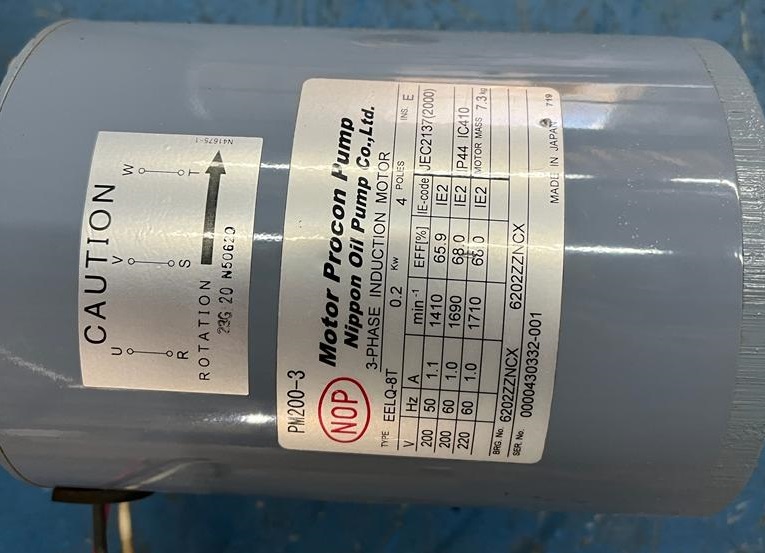 CAUTION
U V W
R S T
ROTATION
23G 20 N50620
N41675-1
PM200-3
NOP
Motor Procon Pump
Nippon Oil Pump Co.,Ltd.
3-PHASE INDUCTION MOTOR
TYPE EELQ-8T 0.2 Kw 4 POLES INS. E
V Hz A min⁻¹ EFF[%] IE-code JEC2137(2000)
200 50 1.1 1410 65.9 IE2 IP44 IC410
200 60 1.0 1690 68.0 IE2 MOTOR MASS 7.3 kg
220 60 1.0 1710 IE2
BRG. No. 6202ZZNCX 6202ZZNCX
SER. No. 0000430332-001
MADE IN JAPAN 719